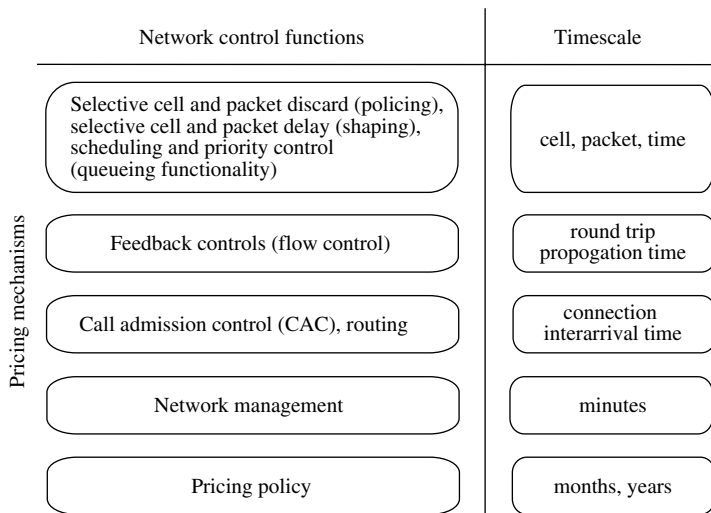 Network control functions
Timescale
Selective cell and packet discard (policizing),
selective cell and packet delay (shaping),
scheduling and priority control
(queueing functionality)
cell, packet, time
Pricing mechanisms
Feedback controls (flow control)
round trip
propogation time
Call admission control (CAC), routing
connection
interarrival time
Network management
minutes
Pricing policy
months, years